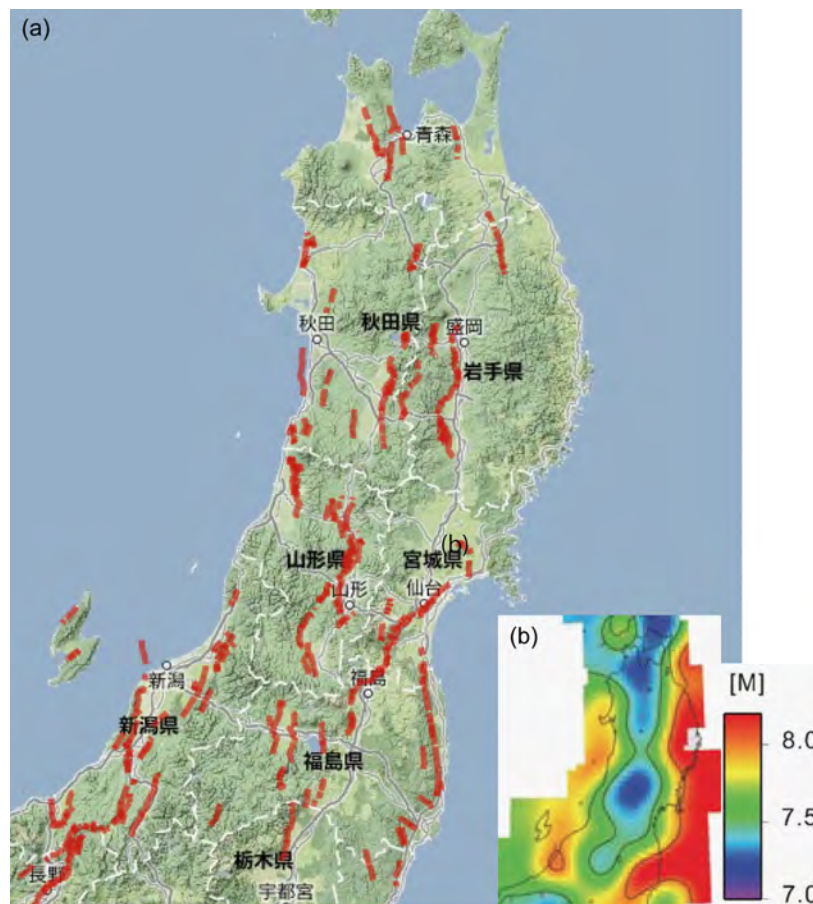 (a)
青森
秋田
秋田県
盛岡
岩手県
山形県
宮城県
(b)
山形
仙台
新潟
福島
新潟県
福島県
栃木県
長野
宇都宮
(b)
[M]
8.0
7.5
7.0